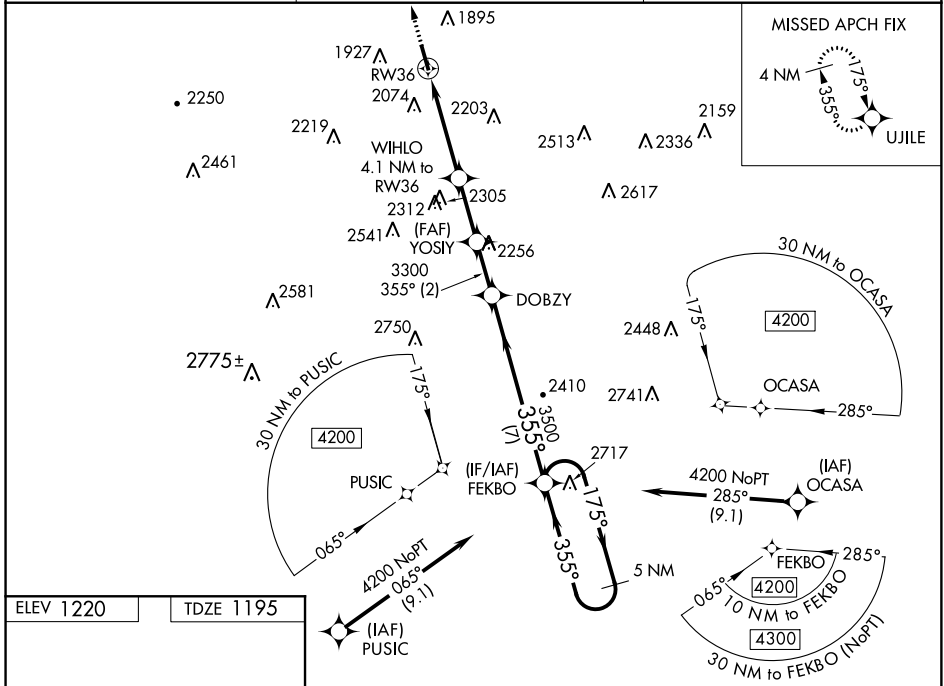 1895
MISSED APCH FIX
1927
RW36
4 NM
175°
355°
UJILE
2250
2074
2203
2159
2219
2513
2336
WIHLO
4.1 NM to
RW36
2461
2305
2312
2617
2541
(FAF)
YOSIY
2256
30 NM to OCASA
3300
355° (2)
DOBZY
2581
175°
4200
2750
2448
2775±
30 NM to PUSIC
175°
2410
2741
OCASA
285°
4200
3500
355°
(7)
(IF/IAF)
FEKBO
2717
PUSIC
4200 NoPT
285°
(9.1)
(IAF)
OCASA
175°
065°
355°
5 NM
FEKBO
285°
065°
4200
10 NM to FEKBO
4300
30 NM to FEKBO (NoPT)
4200 NoPT
065°
(9.1)
ELEV 1220
TDZE 1195
(IAF)
PUSIC